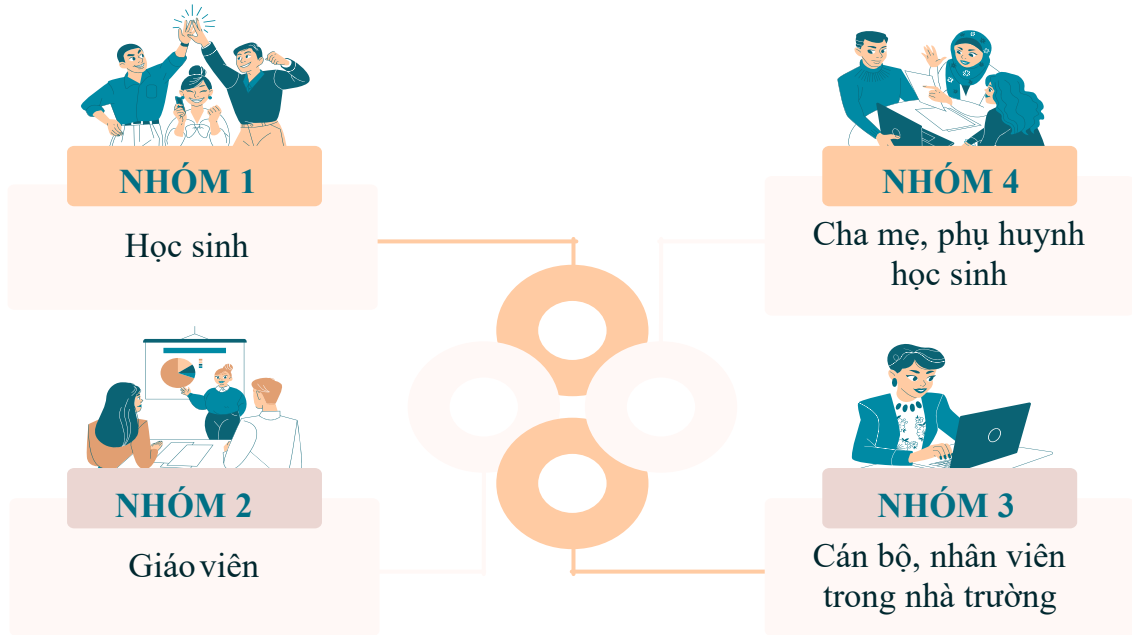 NHÓM 1
Học sinh
NHÓM 2
Giáo viên
NHÓM 4
Cha mẹ, phụ huynh
học sinh
NHÓM 3
Cán bộ, nhân viên
trong nhà trường